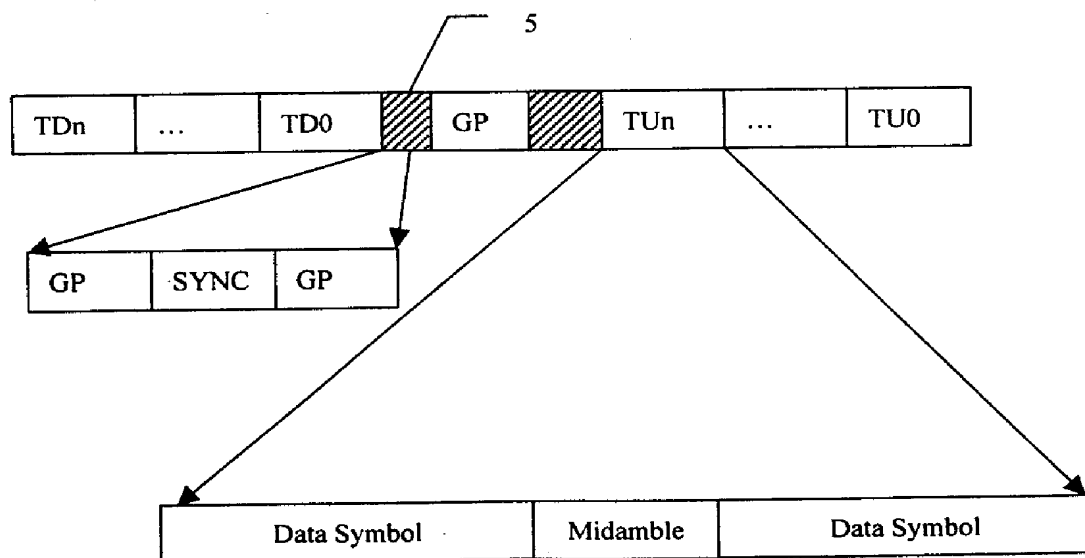 5
TDn ... TD0 GP TUn ... TU0
GP SYNC GP
Data Symbol Midamble Data Symbol